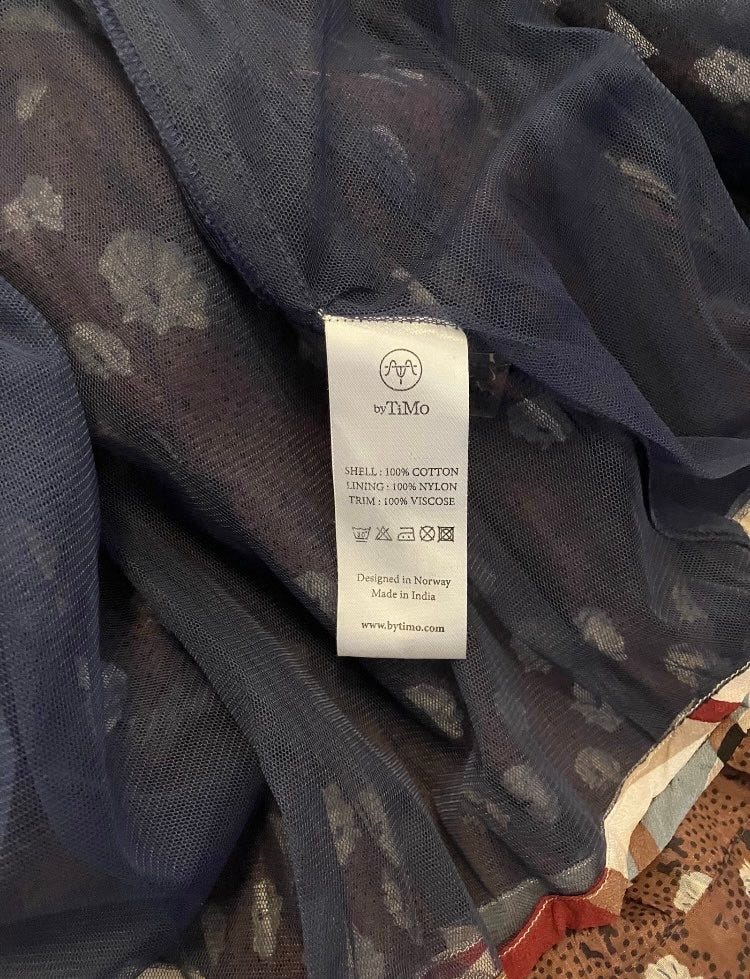 byTiMo
SHELL : 100% COTTON
LINING : 100% NYLON
TRIM : 100% VISCOSE
30
Designed in Norway
Made in India
www.bytimo.com